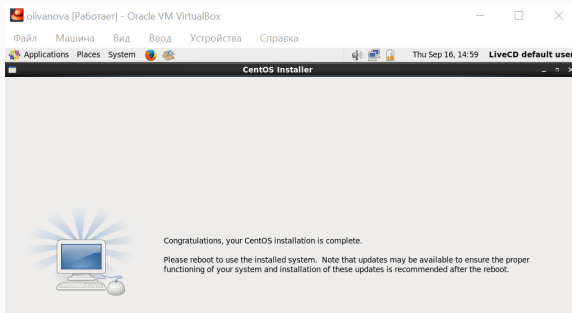 oiivanova [Работает] - Oracle VM VirtualBox
Файл Машина Вид Ввод Устройства Справка
Applications Places System Thu Sep 16, 14:59 LiveCD default user
CentOS Installer
Congratulations, your CentOS installation is complete.
Please reboot to use the installed system. Note that updates may be available to ensure the proper
functioning of your system and installation of these updates is recommended after the reboot.